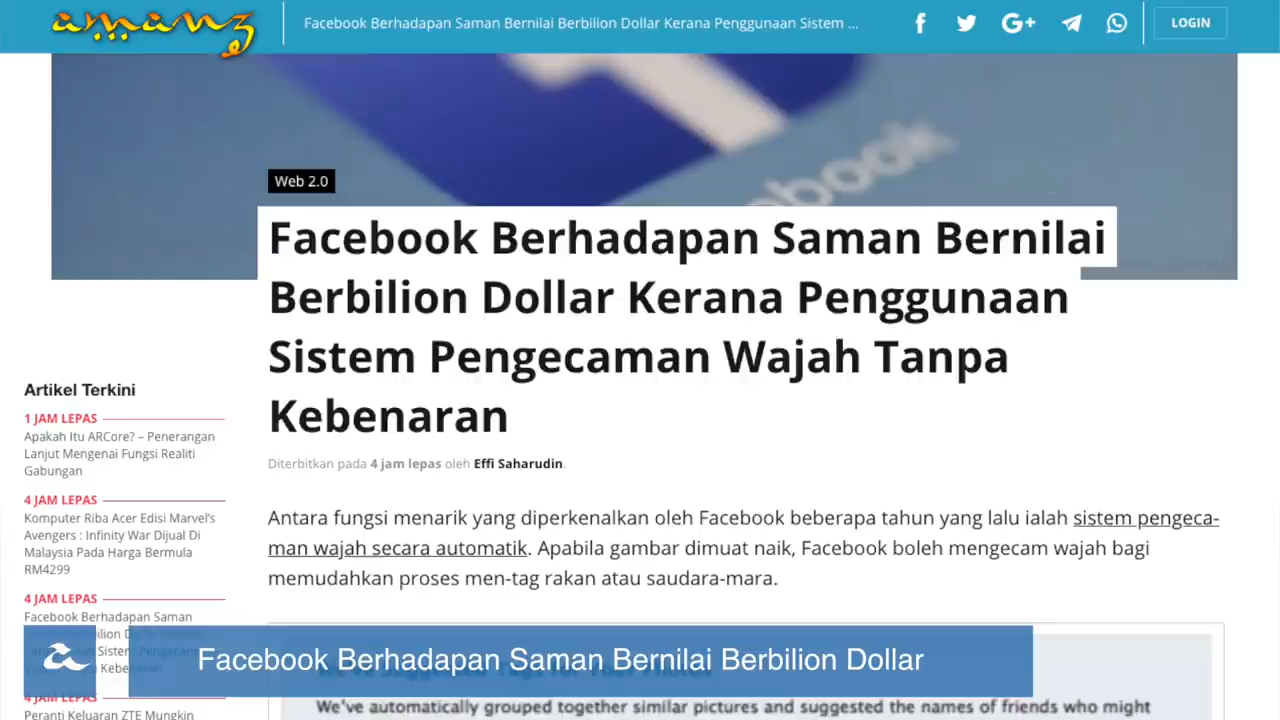 amanz
Facebook Berhadapan Saman Bernilai Berbilion Dollar Kerana Penggunaan Sistem ...
LOGIN
book
Web 2.0
Facebook Berhadapan Saman Bernilai
Berbilion Dollar Kerana Penggunaan
Sistem Pengecaman Wajah Tanpa
Kebenaran
Diterbitkan pada 4 jam lepas oleh Effi Saharudin.
Artikel Terkini
1 JAM LEPAS
Apakah Itu ARCore? – Penerangan
Lanjut Mengenai Fungsi Realiti
Gabungan
4 JAM LEPAS
Komputer Riba Acer Edisi Marvel's
Avengers : Infinity War Dijual Di
Malaysia Pada Harga Bermula
RM4299
4 JAM LEPAS
Facebook Berhadapan Saman
4 JAM LEPAS
Peranti Keluaran ZTE Mungkin
Antara fungsi menarik yang diperkenalkan oleh Facebook beberapa tahun yang lalu ialah sistem pengeca-
man wajah secara automatik. Apabila gambar dimuat naik, Facebook boleh mengecam wajah bagi
memudahkan proses men-tag rakan atau saudara-mara.
Facebook Berhadapan Saman Bernilai Berbilion Dollar
We've automatically grouped together similar pictures and suggested the names of friends who might